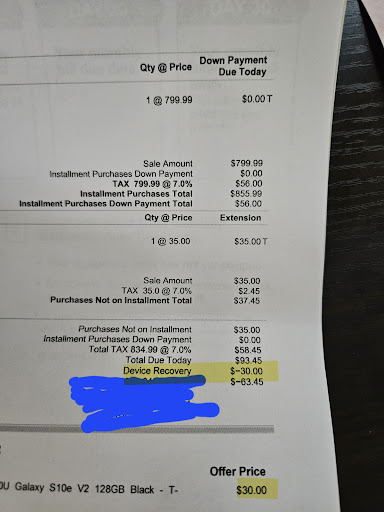 Qty @ Price Down Payment
Due Today
1 @ 799.99 $0.00 T
Sale Amount $799.99
Installment Purchases Down Payment $0.00
TAX 799.99 @ 7.0% $56.00
Installment Purchases Total $855.99
Installment Purchases Down Payment Total $56.00
Qty @ Price Extension
1 @ 35.00 $35.00 T
Sale Amount $35.00
TAX 35.0 @ 7.0% $2.45
Purchases Not on Installment Total $37.45
Purchases Not on Installment $35.00
Installment Purchases Down Payment $0.00
Total TAX 834.99 @ 7.0% $58.45
Total Due Today $93.45
Device Recovery $-30.00
$-63.45
Offer Price
0U Galaxy S10e V2 128GB Black - T- $30.00